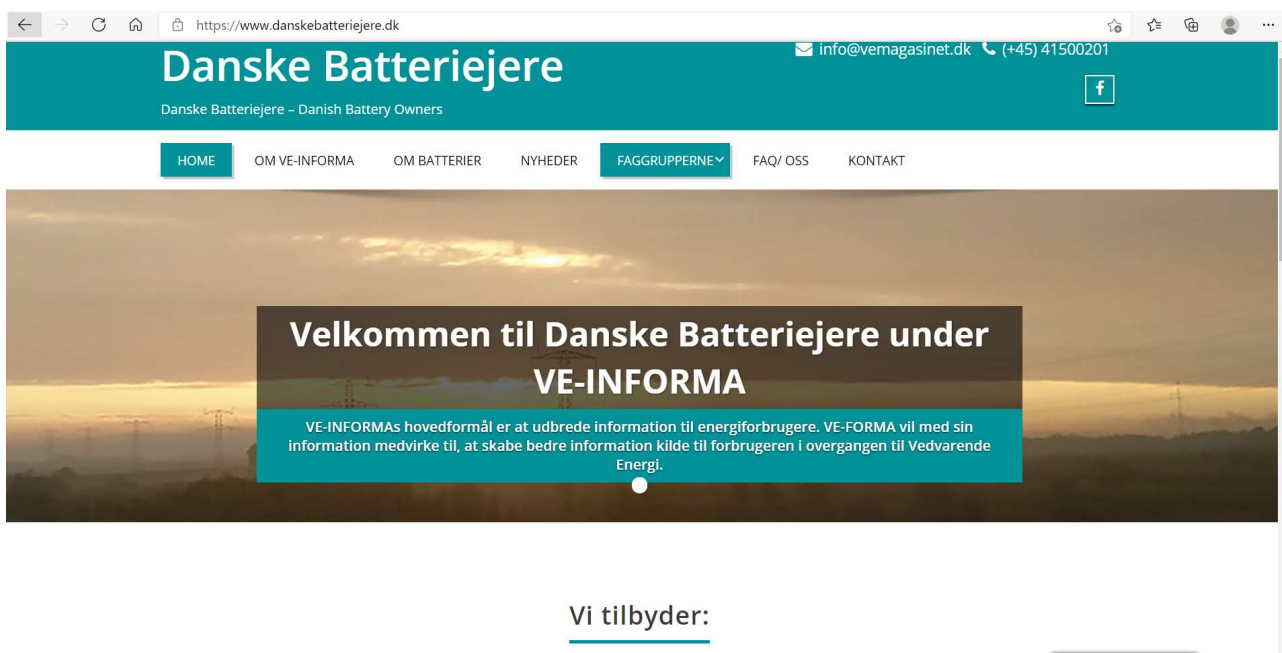 https://www.danskebatteriejere.dk
Danske Batteriejere
info@vemagasinet.dk (+45) 41500201
Danske Batteriejere – Danish Battery Owners
HOME OM VE-INFORMA OM BATTERIER NYHEDER FAGGRUPPERNE FAQ/ OSS KONTAKT
Velkommen til Danske Batteriejere under
VE-INFORMA
VE-INFORMAs hovedformål er at udbrede information til energiforbrugere. VE-FORMA vil med sin
information medvirke til, at skabe bedre information kilde til forbrugeren i overgangen til Vedvarende
Energi.
Vi tilbyder: